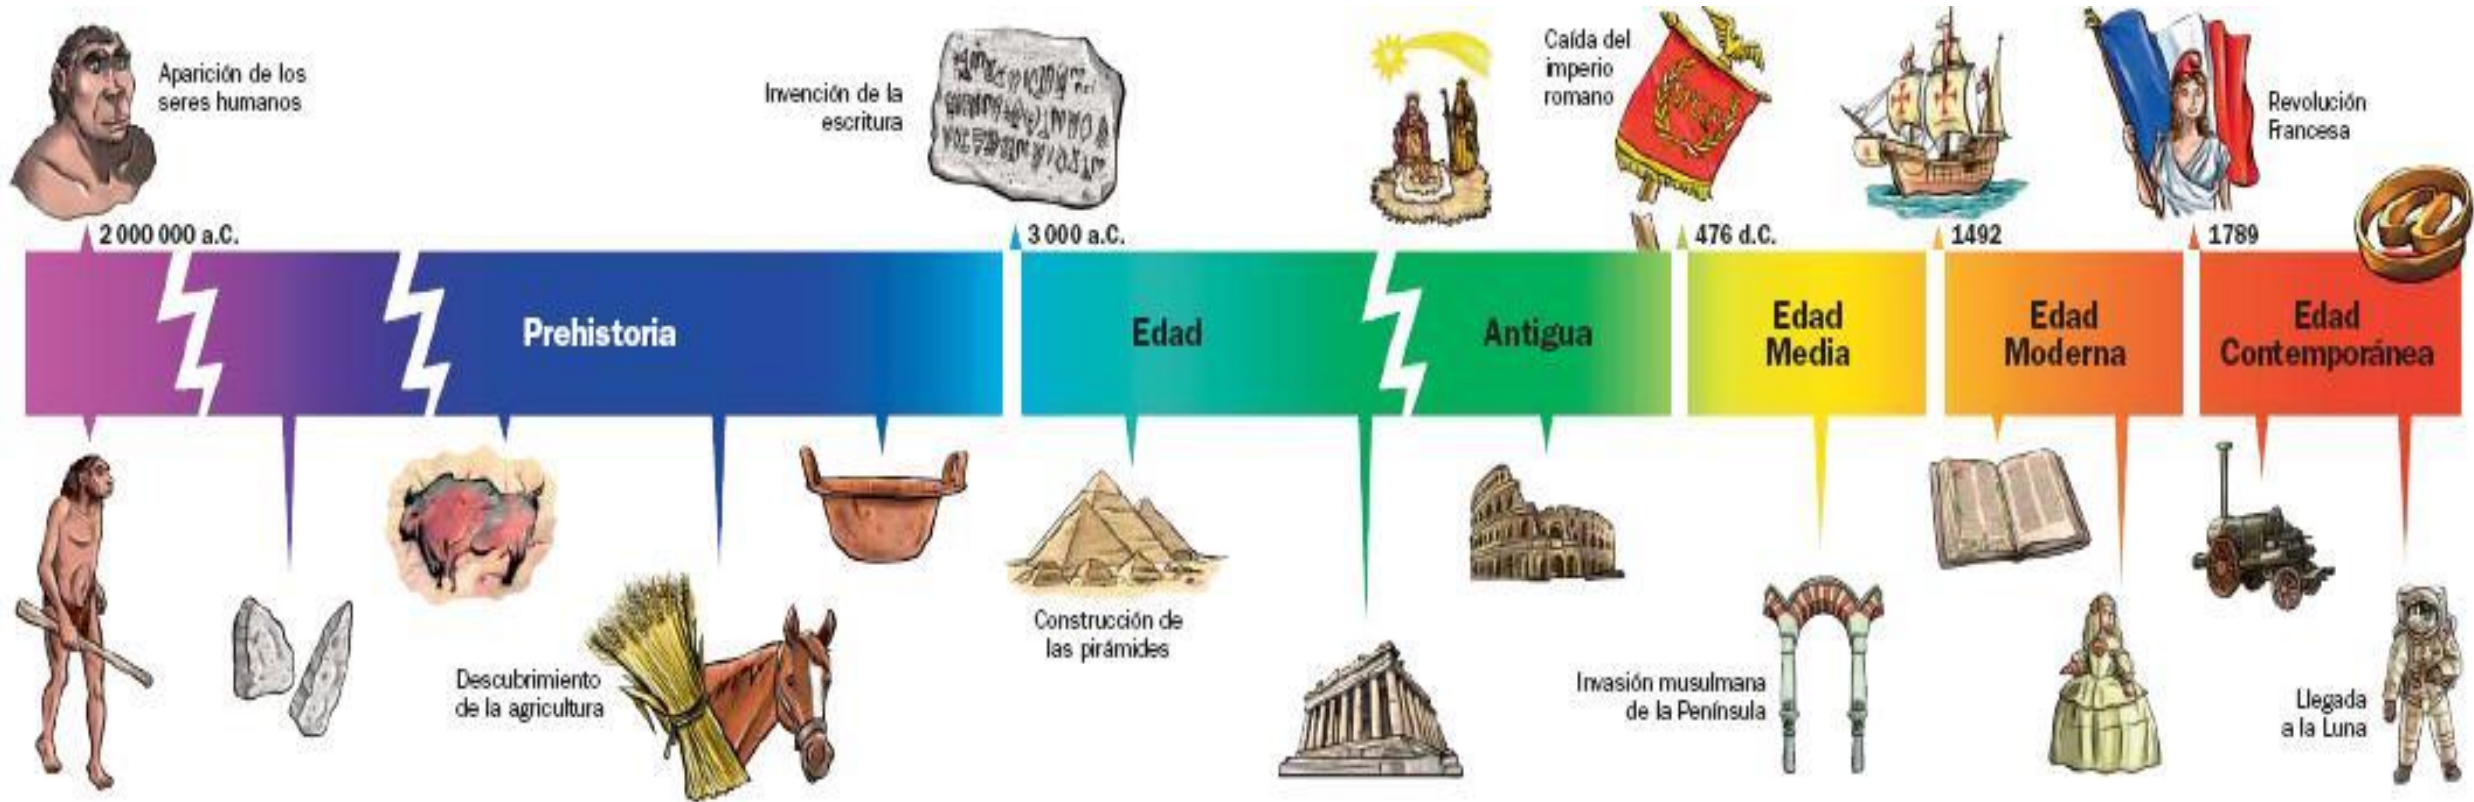 Aparición de los
seres humanos
Invención de la
escritura
Caída del
imperio
romano
Revolución
Francesa
2 000 000 a.C.
3 000 a.C.
476 d.C.
1492
1789
Prehistoria
Edad
Antigua
Edad
Media
Edad
Moderna
Edad
Contemporánea
Descubrimiento
de la agricultura
Construcción de
las pirámides
Invasión musulmana
de la Península
Llegada
a la Luna